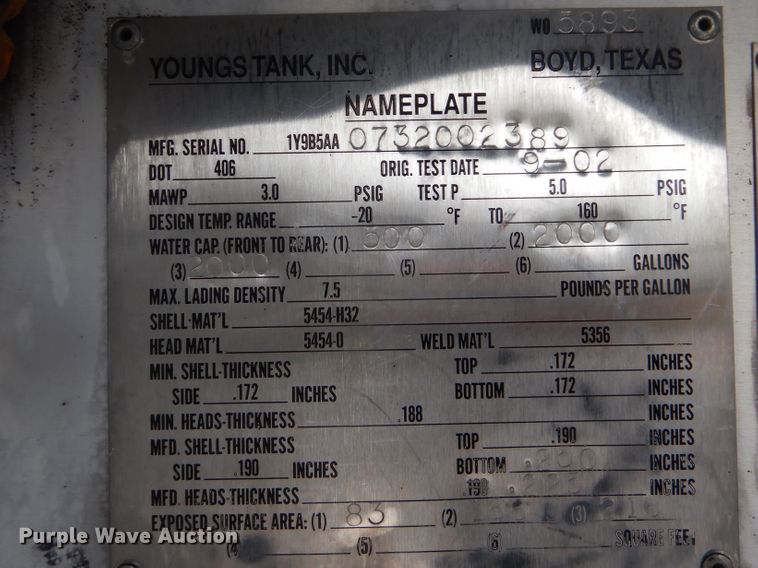 WO 5893
YOUNGS TANK, INC. BOYD, TEXAS
NAMEPLATE
MFG. SERIAL NO. 1Y9B5AA 0732002389
DOT 406 ORIG. TEST DATE 9-02
MAWP 3.0 PSIG TEST P 5.0 PSIG
DESIGN TEMP. RANGE -20 °F TO 160 °F
WATER CAP. (FRONT TO REAR): (1) 500 (2) 2000
(3) 2000 (4) (5) (6) GALLONS
MAX. LADING DENSITY 7.5 POUNDS PER GALLON
SHELL-MAT'L 5454-H32
HEAD MAT'L 5454-0 WELD MAT'L 5356
MIN. SHELL-THICKNESS TOP .172 INCHES
SIDE .172 INCHES BOTTOM .172 INCHES
MIN. HEADS-THICKNESS .188 INCHES
MFD. SHELL-THICKNESS TOP .190 INCHES
SIDE .190 INCHES BOTTOM INCHES
MFD. HEADS-THICKNESS .190 INCHES
EXPOSED SURFACE AREA: (1) 83 (2) (3)
(4) (5) (6) SQUARE FEET
Purple Wave Auction